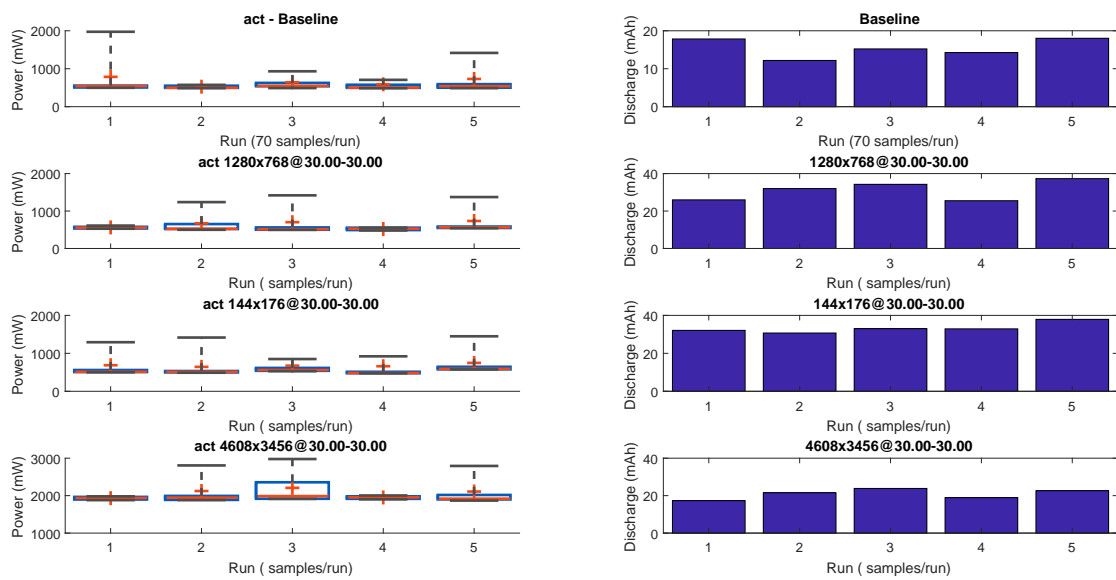 act - Baseline
Power (mW)
2000
1000
0
1 2 3 4 5
Run (70 samples/run)
Baseline
Discharge (mAh)
20
10
0
1 2 3 4 5
Run (70 samples/run)
act 1280x768@30.00-30.00
Power (mW)
2000
1000
0
1 2 3 4 5
Run ( samples/run)
1280x768@30.00-30.00
Discharge (mAh)
40
20
0
1 2 3 4 5
Run ( samples/run)
act 144x176@30.00-30.00
Power (mW)
2000
1000
0
1 2 3 4 5
Run ( samples/run)
144x176@30.00-30.00
Discharge (mAh)
40
20
0
1 2 3 4 5
Run ( samples/run)
act 4608x3456@30.00-30.00
Power (mW)
3000
2000
1000
1 2 3 4 5
Run ( samples/run)
4608x3456@30.00-30.00
Discharge (mAh)
40
20
0
1 2 3 4 5
Run ( samples/run)